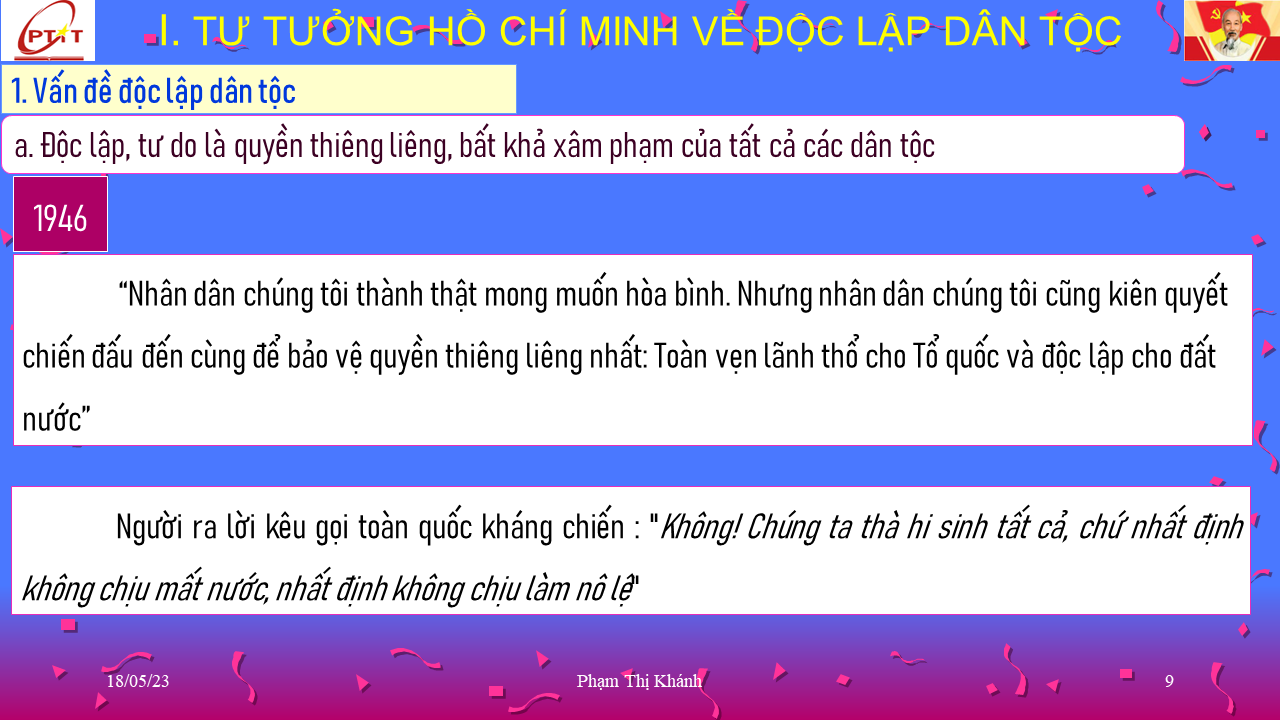 PTIT
I. TƯ TƯỞNG HỒ CHÍ MINH VỀ ĐỘC LẬP DÂN TỘC
1. Vấn đề độc lập dân tộc
a. Độc lập, tư do là quyền thiêng liêng, bất khả xâm phạm của tất cả các dân tộc
1946
“Nhân dân chúng tôi thành thật mong muốn hòa bình. Nhưng nhân dân chúng tôi cũng kiên quyết
chiến đấu đến cùng để bảo vệ quyền thiêng liêng nhất: Toàn vẹn lãnh thổ cho Tổ quốc và độc lập cho đất
nước”
Người ra lời kêu gọi toàn quốc kháng chiến : "Không! Chúng ta thà hi sinh tất cả, chứ nhất định
không chịu mất nước, nhất định không chịu làm nô lệ"
18/05/23
Phạm Thị Khánh
9